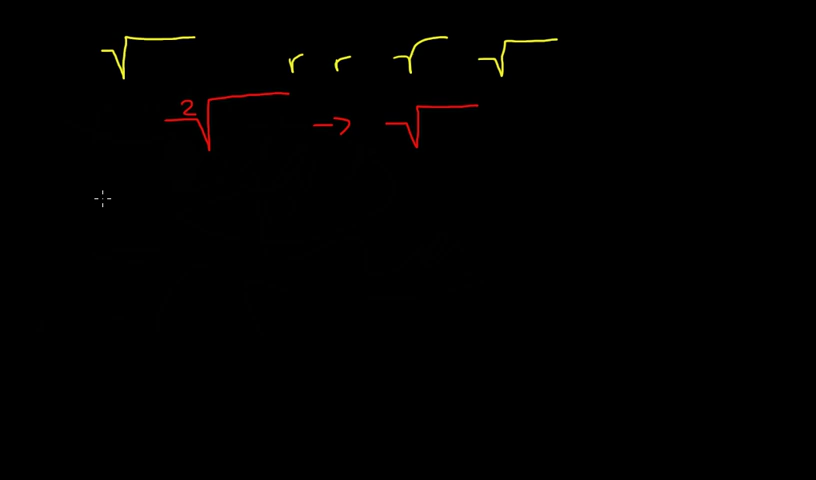 √ r r √ √
²√ → √